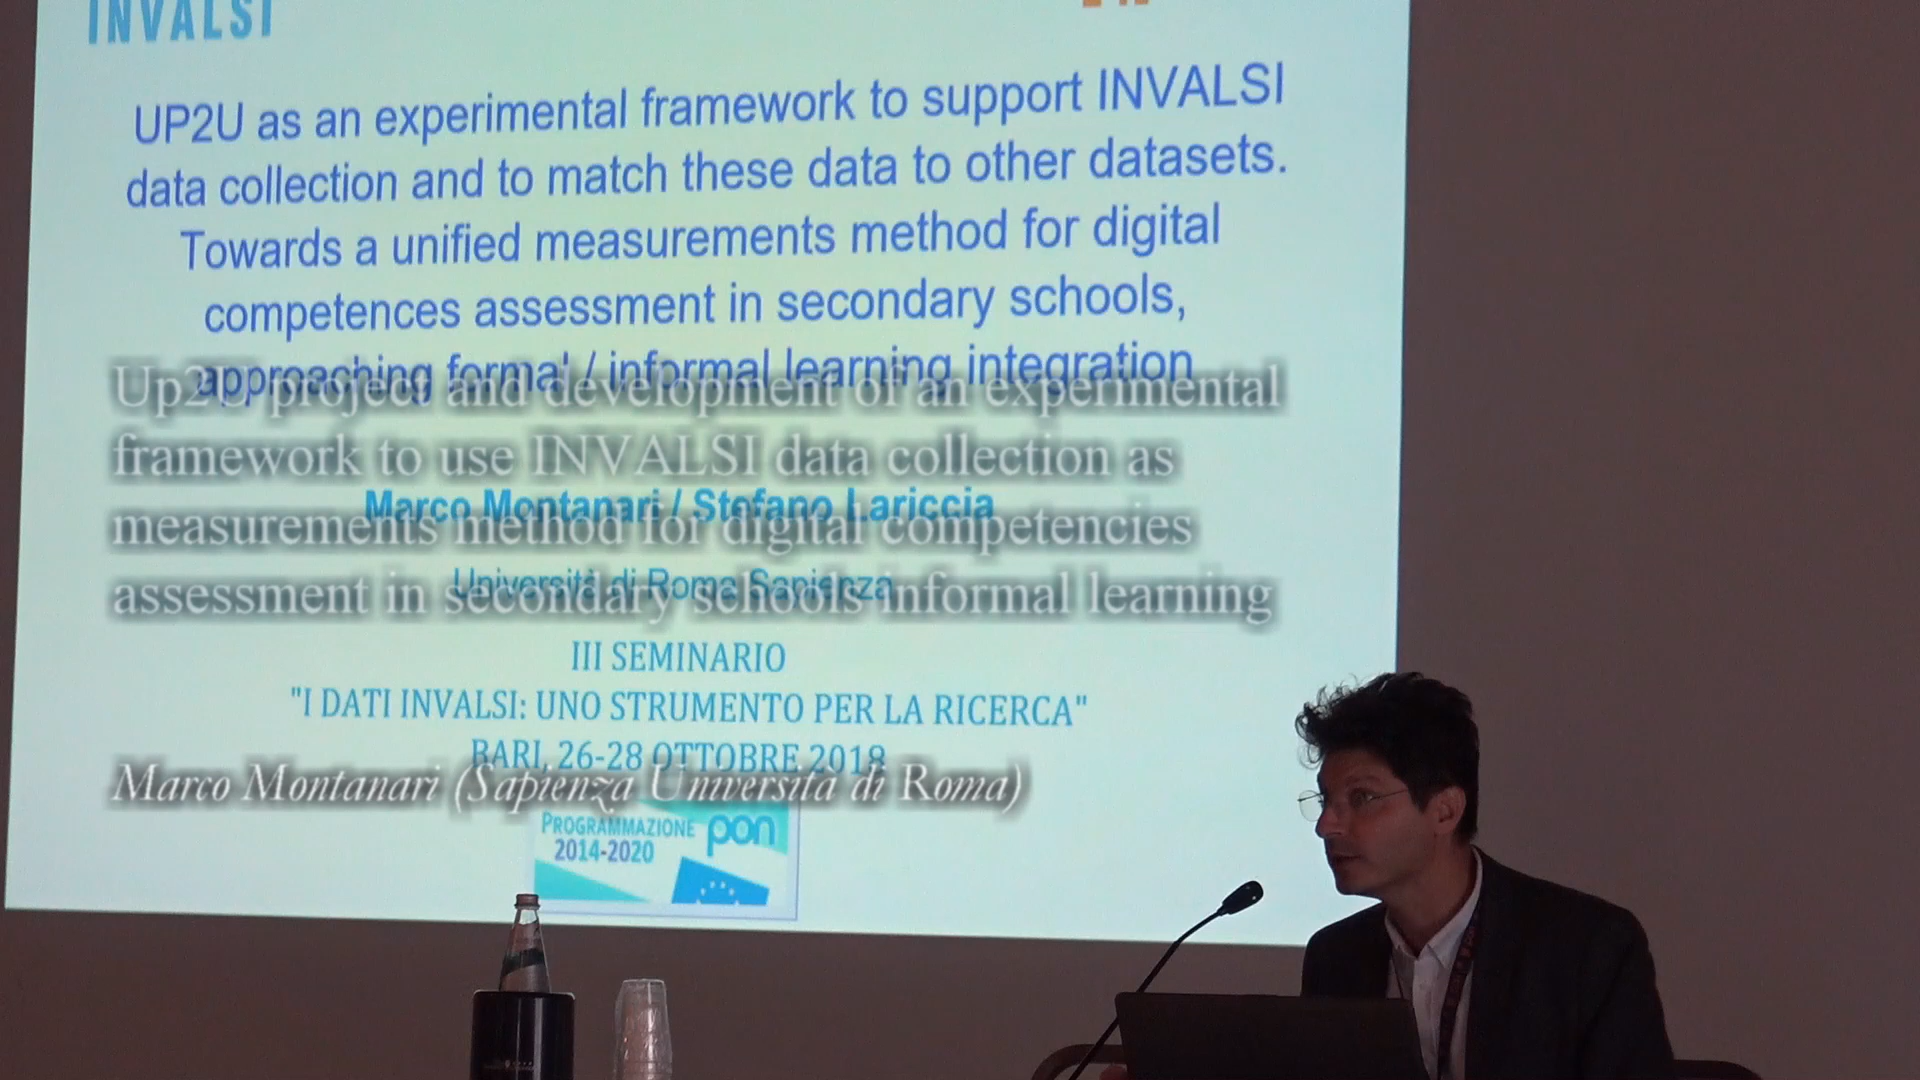 INVALSI
UP2U as an experimental framework to support INVALSI
data collection and to match these data to other datasets.
Towards a unified measurements method for digital
competences assessment in secondary schools,
approaching formal / informal learning integration
Up2U project and development of an experimental
framework to use INVALSI data collection as
Marco Montanari / Stefano Lariccia
measurements method for digital competencies
Università di Roma Sapienza
assessment in secondary schools informal learning
III SEMINARIO
"I DATI INVALSI: UNO STRUMENTO PER LA RICERCA"
BARI, 26-28 OTTOBRE 2018
Marco Montanari (Sapienza Università di Roma)
PROGRAMMAZIONE pon
2014-2020